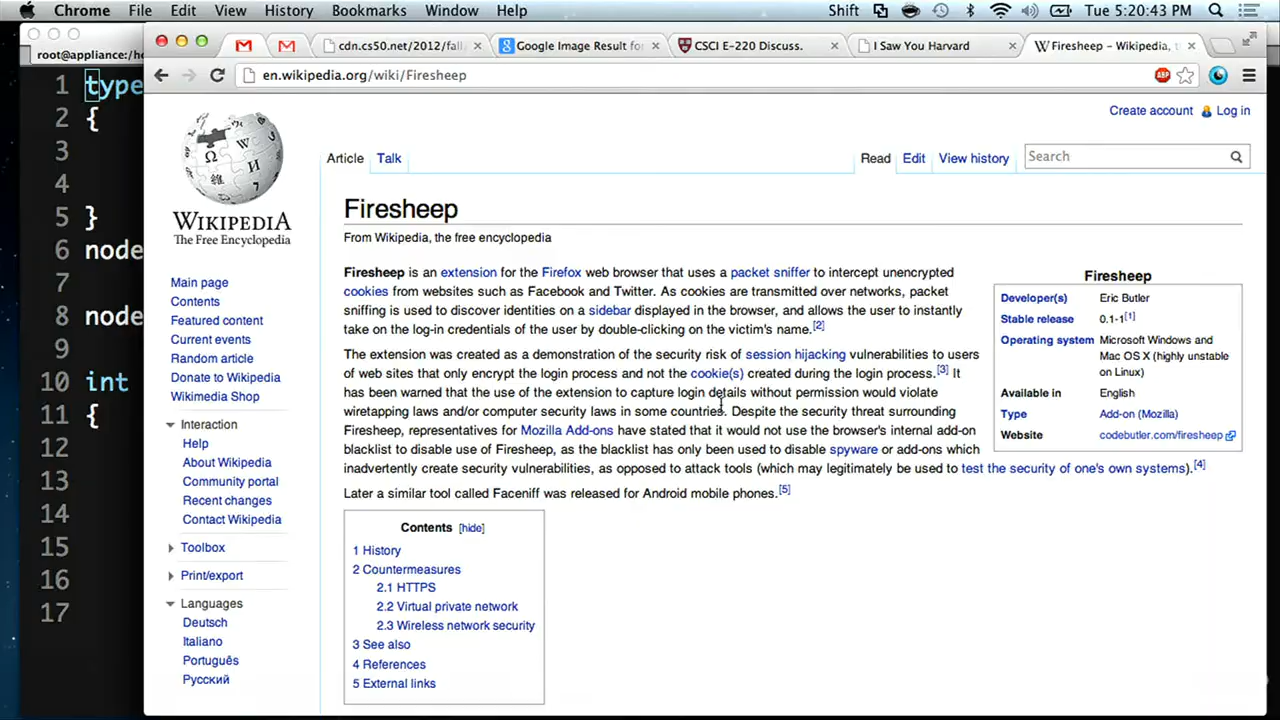 Chrome File Edit View History Bookmarks Window Help Shift Tue 5:20:43 PM
root@appliance:/he
cdn.cs50.net/2012/fall/ Google Image Result for CSCI E-220 Discuss. I Saw You Harvard Firesheep - Wikipedia, t
en.wikipedia.org/wiki/Firesheep
ABP
1 type
2 {
3
4
5 }
6 node
7
8 node
9
10 int
11 {
12
13
14
15
16
17
Create account Log in
WIKIPEDIA
The Free Encyclopedia
Article Talk Read Edit View history Search
Main page
Contents
Featured content
Current events
Random article
Donate to Wikipedia
Wikimedia Shop
Interaction
Help
About Wikipedia
Community portal
Recent changes
Contact Wikipedia
Toolbox
Print/export
Languages
Deutsch
Italiano
Português
Русский
Firesheep
From Wikipedia, the free encyclopedia
Firesheep is an extension for the Firefox web browser that uses a packet sniffer to intercept unencrypted
cookies from websites such as Facebook and Twitter. As cookies are transmitted over networks, packet
sniffing is used to discover identities on a sidebar displayed in the browser, and allows the user to instantly
take on the log-in credentials of the user by double-clicking on the victim's name.[2]
The extension was created as a demonstration of the security risk of session hijacking vulnerabilities to users
of web sites that only encrypt the login process and not the cookie(s) created during the login process.[3] It
has been warned that the use of the extension to capture login details without permission would violate
wiretapping laws and/or computer security laws in some countries. Despite the security threat surrounding
Firesheep, representatives for Mozilla Add-ons have stated that it would not use the browser's internal add-on
blacklist to disable use of Firesheep, as the blacklist has only been used to disable spyware or add-ons which
inadvertently create security vulnerabilities, as opposed to attack tools (which may legitimately be used to test the security of one's own systems).[4]
Later a similar tool called Faceniff was released for Android mobile phones.[5]
Firesheep
Developer(s) Eric Butler
Stable release 0.1-1[1]
Operating system Microsoft Windows and
Mac OS X (highly unstable
on Linux)
Available in English
Type Add-on (Mozilla)
Website codebutler.com/firesheep
Contents [hide]
1 History
2 Countermeasures
2.1 HTTPS
2.2 Virtual private network
2.3 Wireless network security
3 See also
4 References
5 External links